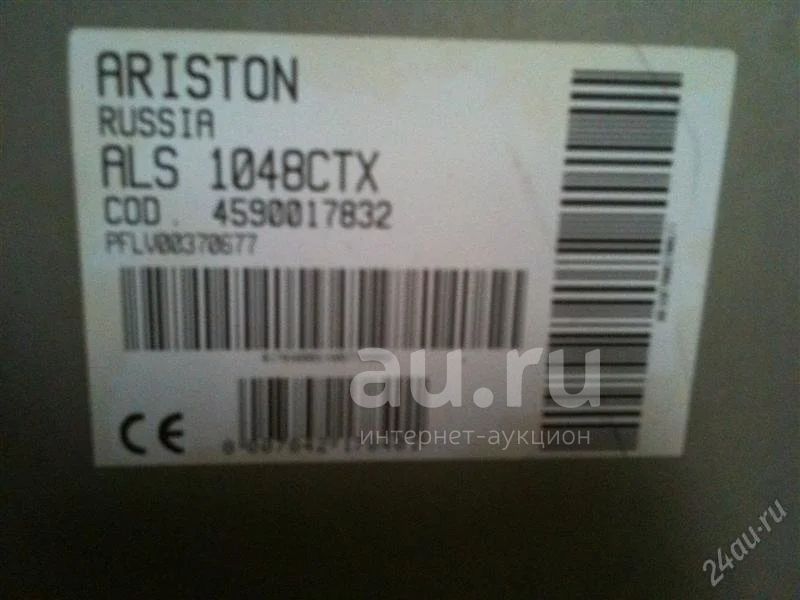 ARISTON
RUSSIA
ALS 1048CTX
COD. 4590017832
PFLV00370677
CE
au.ru
интернет-аукцион
24au.ru